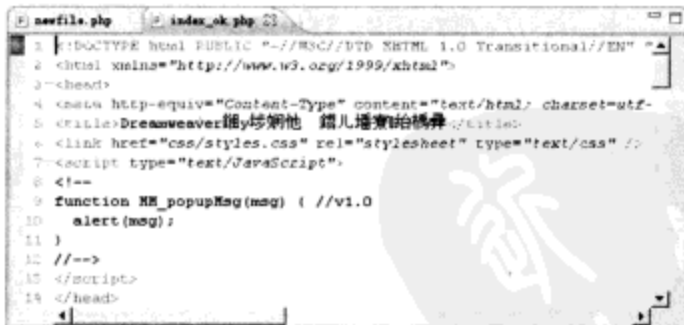 newfile.php index_ok.php
1 <!DOCTYPE html PUBLIC "-//W3C//DTD XHTML 1.0 Transitional//EN" "
2 <html xmlns="http://www.w3.org/1999/xhtml">
3 <head>
4 <meta http-equiv="Content-Type" content="text/html; charset=utf-
5 <title>Dreamweaver </title>
6 <link href="css/styles.css" rel="stylesheet" type="text/css" />
7 <script type="text/JavaScript">
8 <!--
9 function MM_popupMsg(msg) { //v1.0
10 alert(msg);
11 }
12 //-->
13 </script>
14 </head>